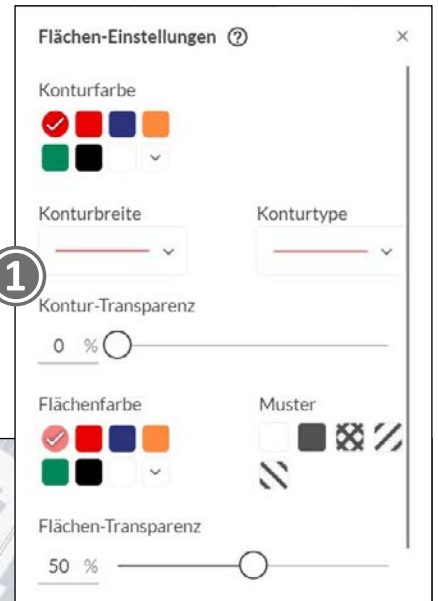 Flächen-Einstellungen ? ×
Konturfarbe
Konturbreite Konturtype
1
Kontur-Transparenz
0 %
Flächenfarbe Muster
Flächen-Transparenz
50 %